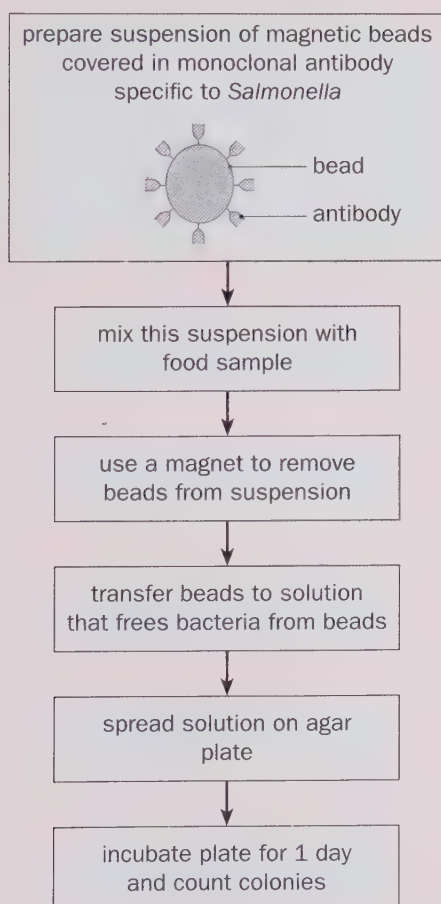 prepare suspension of magnetic beads
covered in monoclonal antibody
specific to Salmonella
bead
antibody
mix this suspension with
food sample
use a magnet to remove
beads from suspension
transfer beads to solution
that frees bacteria from beads
spread solution on agar
plate
incubate plate for 1 day
and count colonies